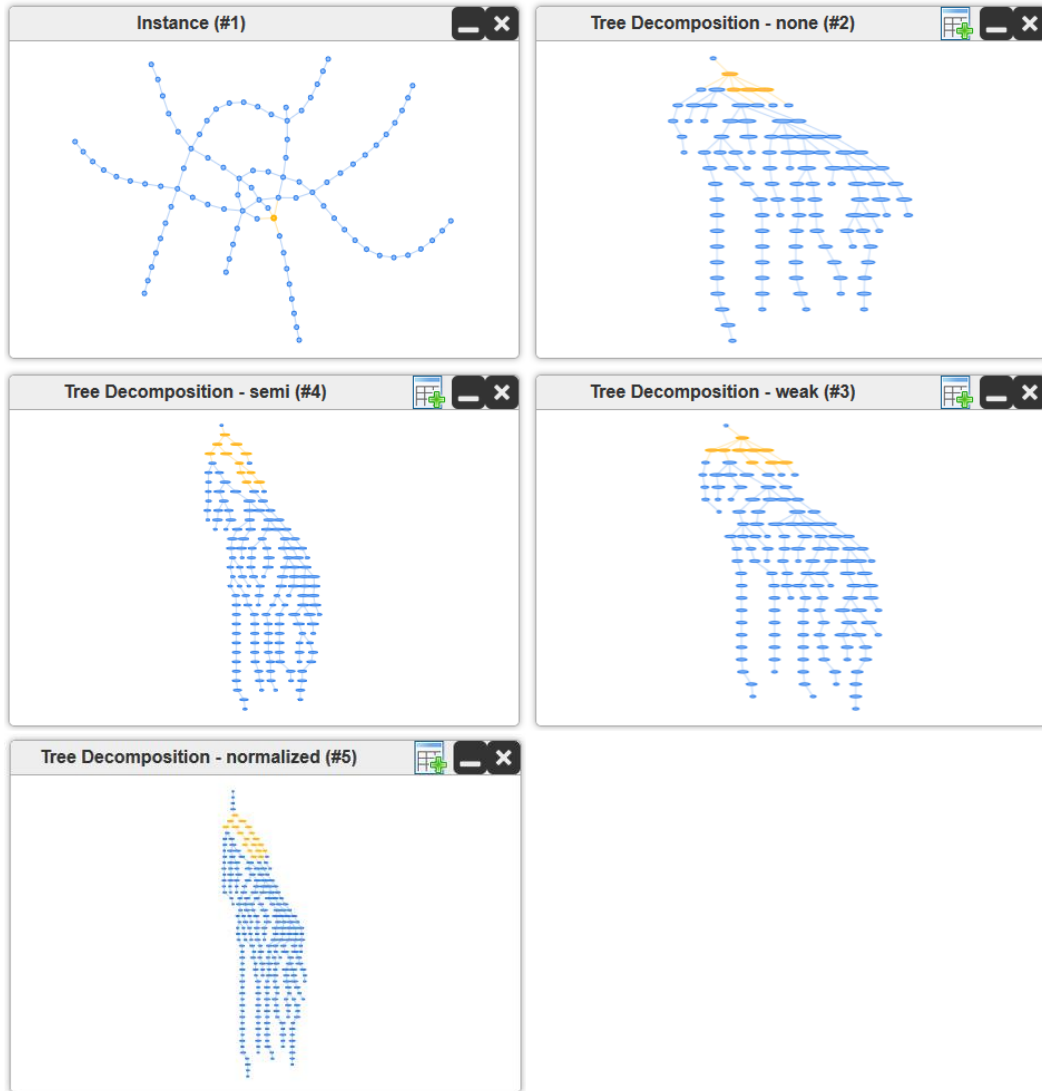 Instance (#1)
Tree Decomposition - none (#2)
Tree Decomposition - semi (#4)
Tree Decomposition - weak (#3)
Tree Decomposition - normalized (#5)